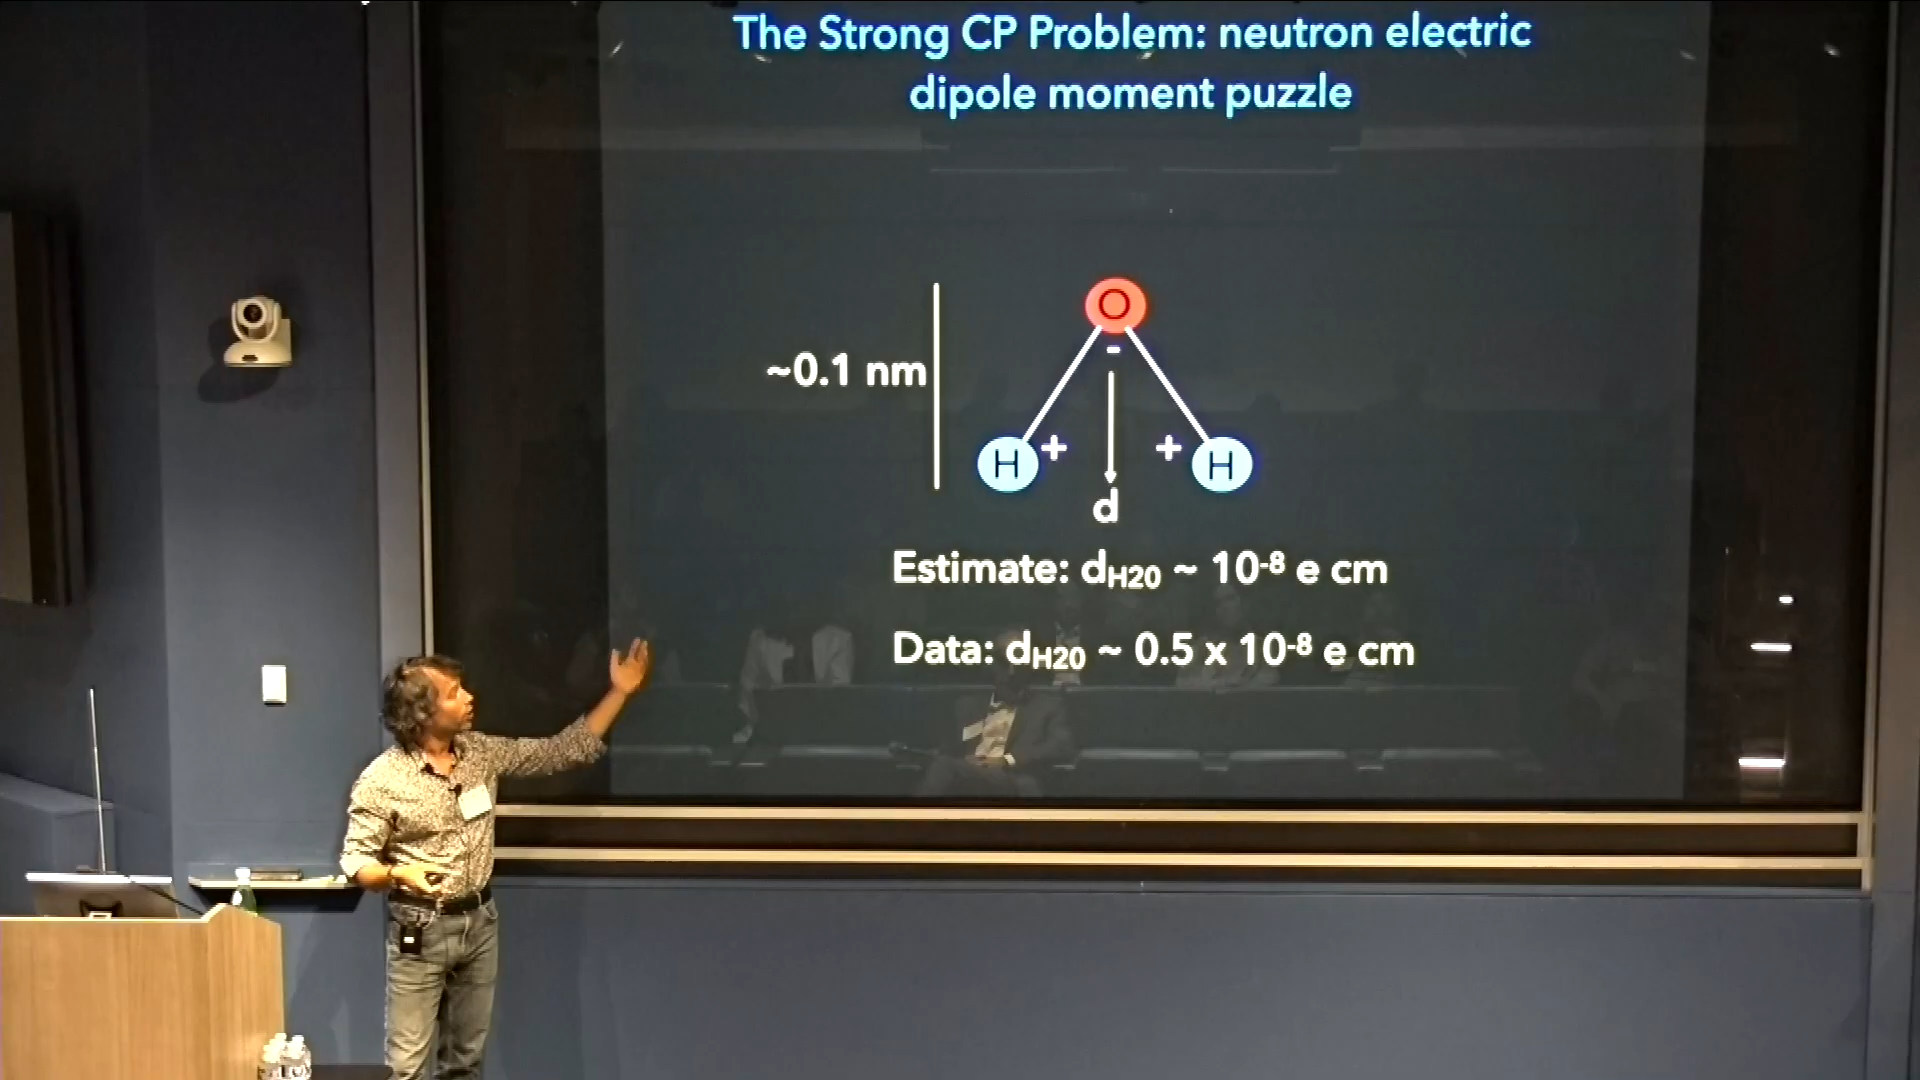 The Strong CP Problem: neutron electric
dipole moment puzzle
O
~0.1 nm
-
H + + H
d
Estimate: dH20 ~ 10-8 e cm
Data: dH20 ~ 0.5 x 10-8 e cm